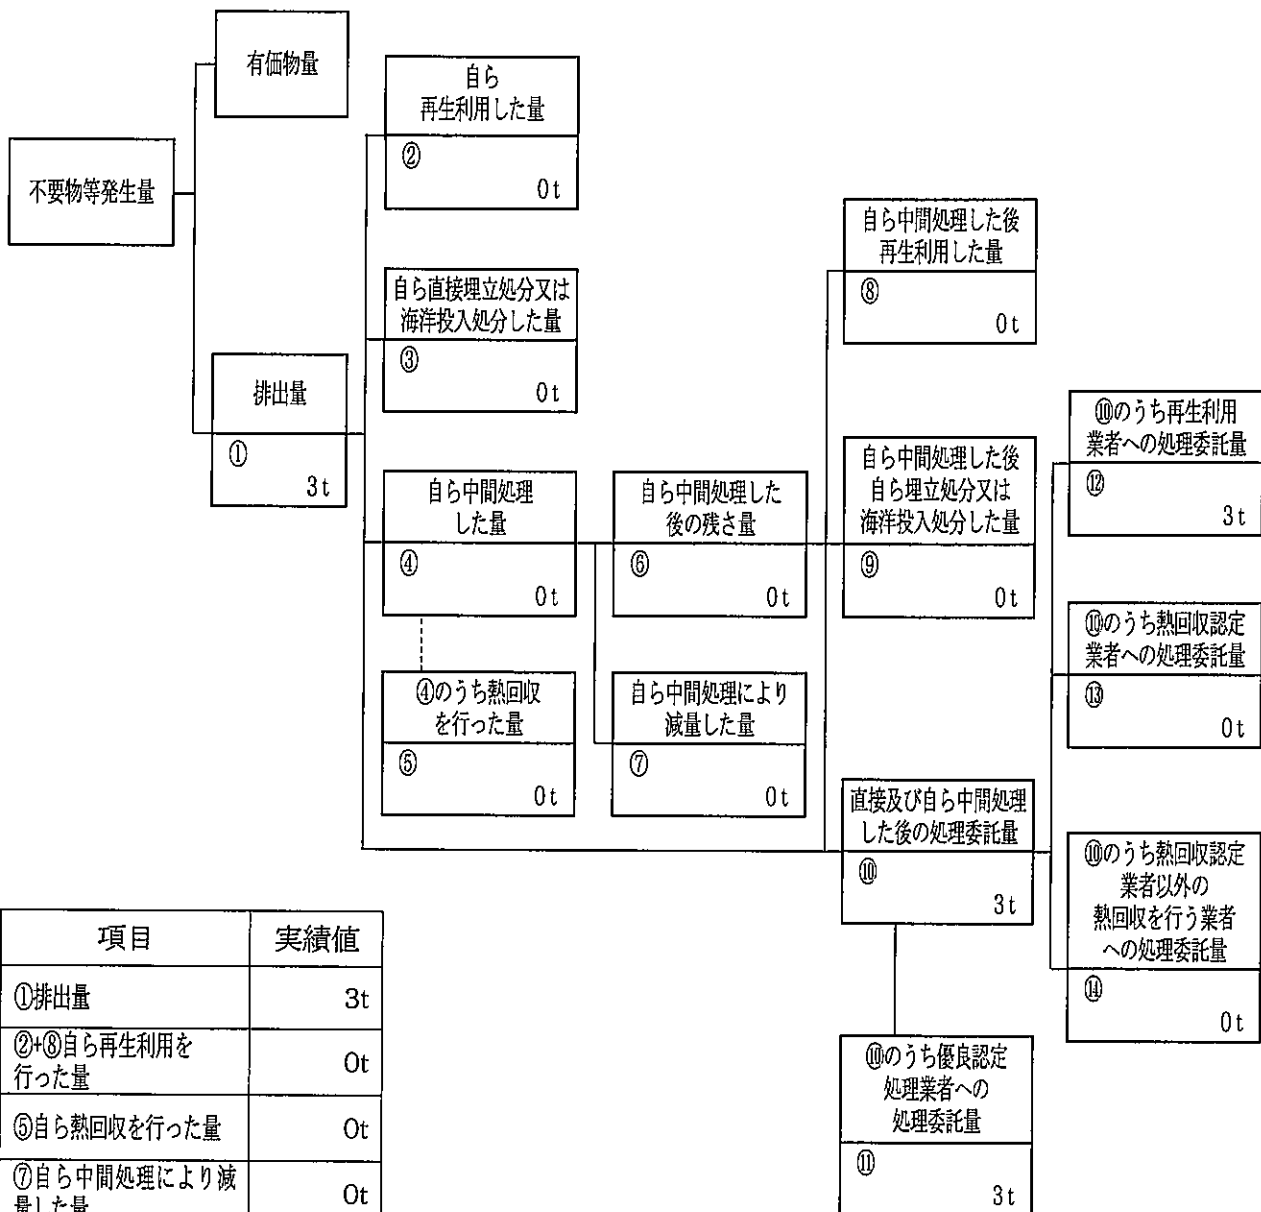 有価物量
不要物等発生量
排出量
①
3t
自ら
再生利用した量
②
0t
自ら直接埋立処分又は
海洋投入処分した量
③
0t
自ら中間処理
した量
④
0t
④のうち熱回収
を行った量
⑤
0t
自ら中間処理した
後の残さ量
⑥
0t
自ら中間処理により
減量した量
⑦
0t
自ら中間処理した後
再生利用した量
⑧
0t
自ら中間処理した後
自ら埋立処分又は
海洋投入処分した量
⑨
0t
直接及び自ら中間処理
した後の処理委託量
⑩
3t
⑩のうち優良認定
処理業者への
処理委託量
⑪
3t
⑩のうち再生利用
業者への処理委託量
⑫
3t
⑩のうち熱回収認定
業者への処理委託量
⑬
0t
⑩のうち熱回収認定
業者以外の
熱回収を行う業者
への処理委託量
⑭
0t
項目 実績値
①排出量 3t
②+⑧自ら再生利用を
行った量 0t
⑤自ら熱回収を行った量 0t
⑦自ら中間処理により減
量した量 0t